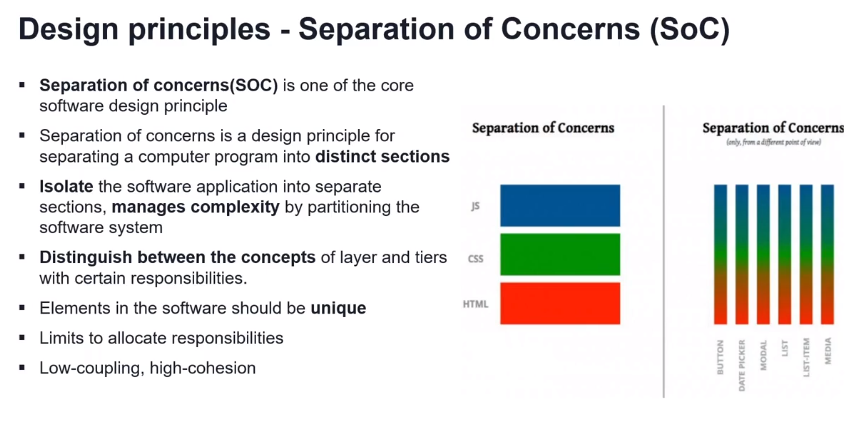 Design principles - Separation of Concerns (SoC)
▪ Separation of concerns(SOC) is one of the core
software design principle
▪ Separation of concerns is a design principle for
separating a computer program into distinct sections
▪ Isolate the software application into separate
sections, manages complexity by partitioning the
software system
▪ Distinguish between the concepts of layer and tiers
with certain responsibilities.
▪ Elements in the software should be unique
▪ Limits to allocate responsibilities
▪ Low-coupling, high-cohesion
Separation of Concerns
JS
CSS
HTML
Separation of Concerns
(only, from a different point of view)
BUTTON
DATE PICKER
MODAL
LIST
LIST-ITEM
MEDIA